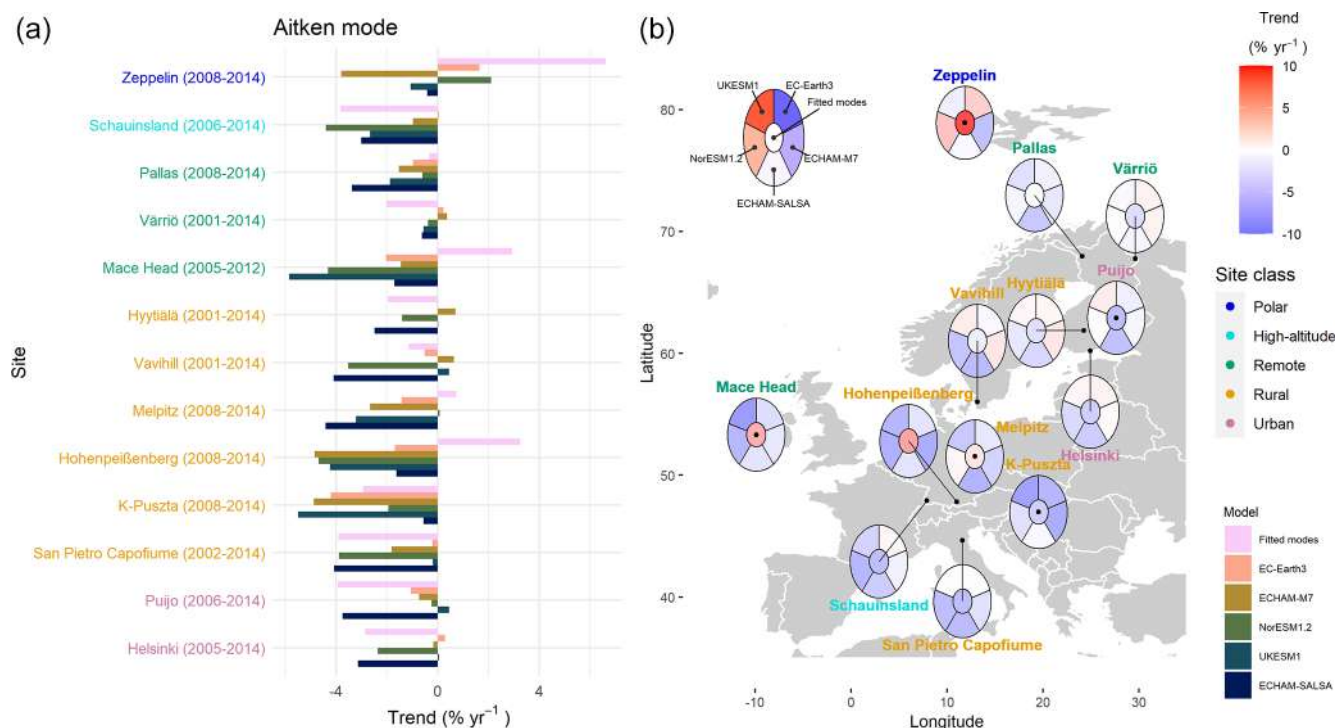 (a)
Aitken mode
Site
Zeppelin (2008-2014)
Schauinsland (2006-2014)
Pallas (2008-2014)
Värriö (2001-2014)
Mace Head (2005-2012)
Hyytiälä (2001-2014)
Vavihill (2001-2014)
Melpitz (2008-2014)
Hohenpeißenberg (2008-2014)
K-Puszta (2008-2014)
San Pietro Capofiume (2002-2014)
Puijo (2006-2014)
Helsinki (2005-2014)
-4 0 4
Trend (% yr⁻¹)
(b)
Latitude
80
70
60
50
40
UKESM1
EC-Earth3
Fitted modes
NorESM1.2
ECHAM-M7
ECHAM-SALSA
Zeppelin
Pallas
Värriö
Puijo
Vavihill
Hyytiälä
Mace Head
Hohenpeißenberg
Melpitz
Helsinki
K-Puszta
Schauinsland
San Pietro Capofiume
-10 0 10 20 30
Longitude
Trend
(% yr⁻¹)
10
5
0
-5
-10
Site class
Polar
High-altitude
Remote
Rural
Urban
Model
Fitted modes
EC-Earth3
ECHAM-M7
NorESM1.2
UKESM1
ECHAM-SALSA